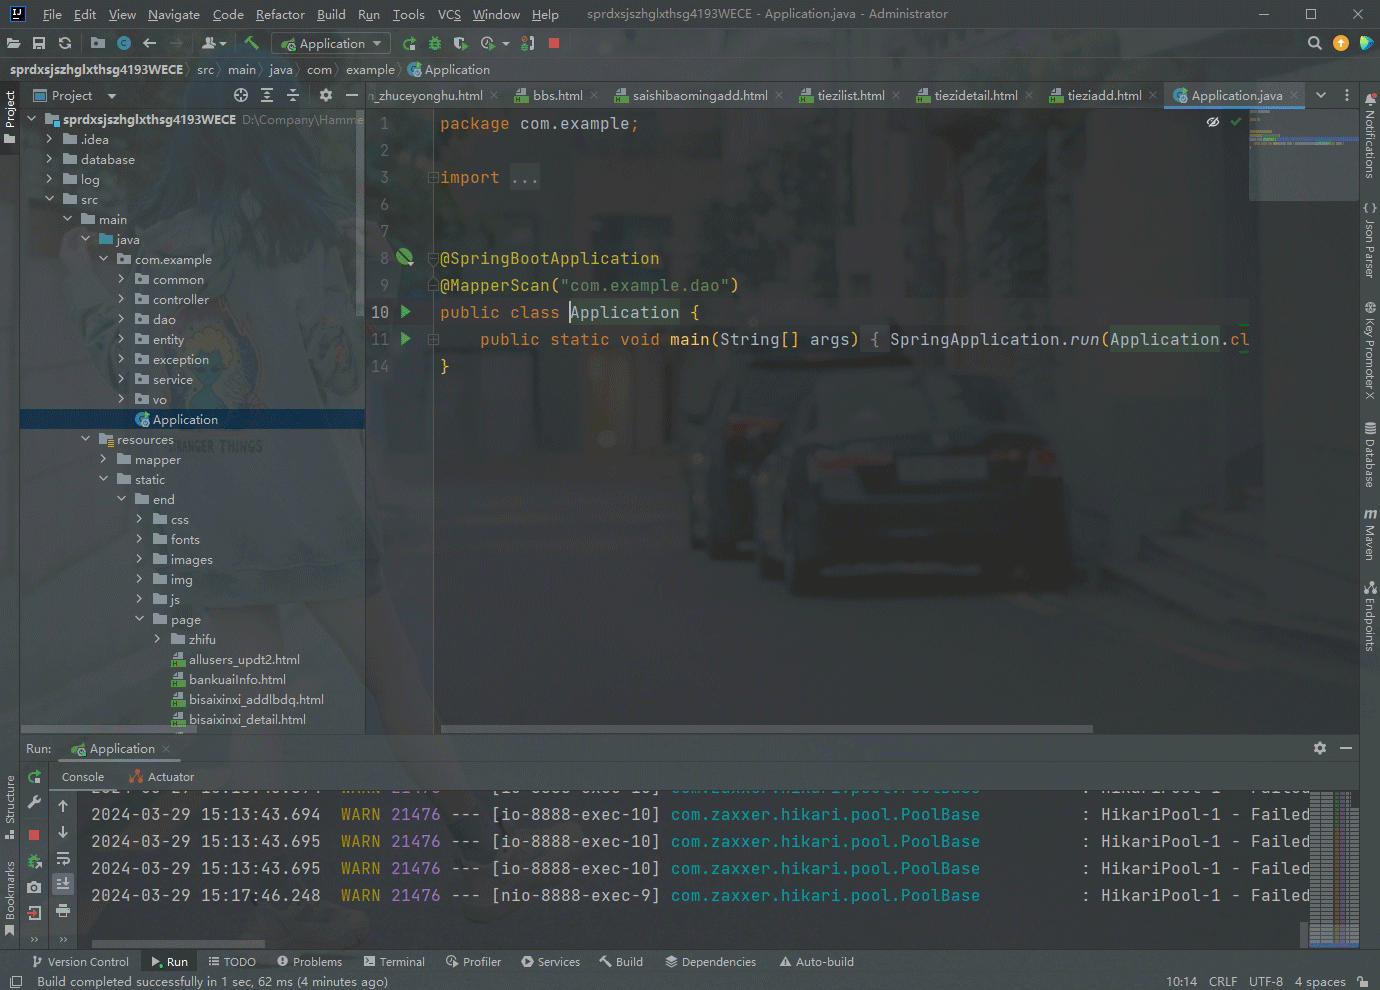 File Edit View Navigate Code Refactor Build Run Tools VCS Window Help sprdxsjszhglxthsg4193WECE - Application.java - Administrator
Application
sprdxsjszhglxthsg4193WECE src main java com example Application
Project
n_zhuceyonghu.html bbs.html saishibaomingadd.html tiezilist.html tiezidetail.html tieziadd.html Application.java
sprdxsjszhglxthsg4193WECE D:\Company\Hamme
.idea
database
log
src
main
java
com.example
common
controller
dao
entity
exception
service
vo
Application
resources
mapper
static
end
css
fonts
images
img
js
page
zhifu
allusers_updt2.html
bankuaiInfo.html
bisaixinxi_addlbdq.html
bisaixinxi_detail.html
STRANGER THINGS
1 package com.example;
2
3 import ...
6
7
8 @SpringBootApplication
9 @MapperScan("com.example.dao")
10 public class Application {
11 public static void main(String[] args) { SpringApplication.run(Application.cl
14 }
Project
Structure
Bookmarks
Notifications
Json Parser
Key Promoter X
Database
Maven
Endpoints
Run: Application
Console Actuator
2024-03-29 15:13:43.694 WARN 21476 --- [io-8888-exec-10] com.zaxxer.hikari.pool.PoolBase : HikariPool-1 - Failed
2024-03-29 15:13:43.695 WARN 21476 --- [io-8888-exec-10] com.zaxxer.hikari.pool.PoolBase : HikariPool-1 - Failed
2024-03-29 15:13:43.695 WARN 21476 --- [io-8888-exec-10] com.zaxxer.hikari.pool.PoolBase : HikariPool-1 - Failed
2024-03-29 15:17:46.248 WARN 21476 --- [nio-8888-exec-9] com.zaxxer.hikari.pool.PoolBase : HikariPool-1 - Failed
Version Control Run TODO Problems Terminal Profiler Services Build Dependencies Auto-build
Build completed successfully in 1 sec, 62 ms (4 minutes ago) 10:14 CRLF UTF-8 4 spaces